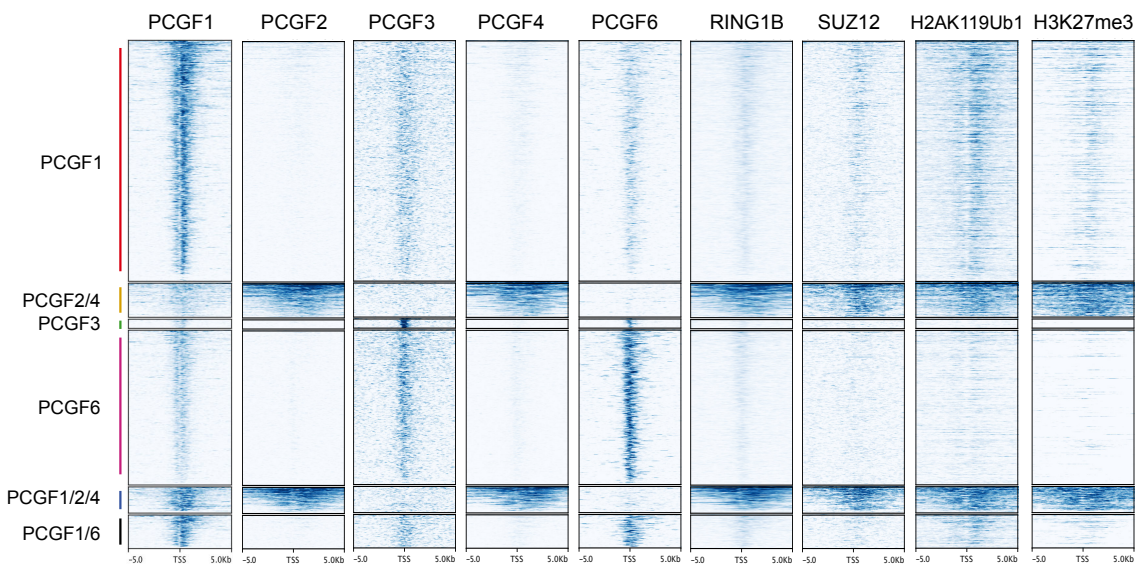 PCGF1 PCGF2 PCGF3 PCGF4 PCGF6 RING1B SUZ12 H2AK119Ub1 H3K27me3
PCGF1
PCGF2/4
PCGF3
PCGF6
PCGF1/2/4
PCGF1/6
-5.0 TSS 5.0Kb -5.0 TSS 5.0Kb -5.0 TSS 5.0Kb -5.0 TSS 5.0Kb -5.0 TSS 5.0Kb -5.0 TSS 5.0Kb -5.0 TSS 5.0Kb -5.0 TSS 5.0Kb -5.0 TSS 5.0Kb